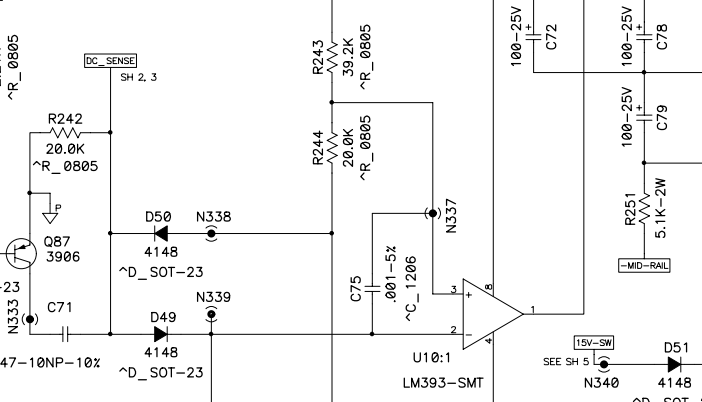 ^R_0805
DC_SENSE
SH 2, 3
R242
20.0K
^R_0805
P
Q87
3906
-23
N333
C71
47-10NP-10%
D50
4148
^D_SOT-23
N338
D49
4148
^D_SOT-23
N339
R243
39.2K
^R_0805
R244
20.0K
^R_0805
N337
C75
.001-5%
^C_1206
3
+
2
-
8
4
1
U10:1
LM393-SMT
100-25V
+
C72
100-25V
+
C78
100-25V
+
C79
R251
5.1K-2W
-MID-RAIL
15V-SW
SEE SH 5
N340
D51
4148